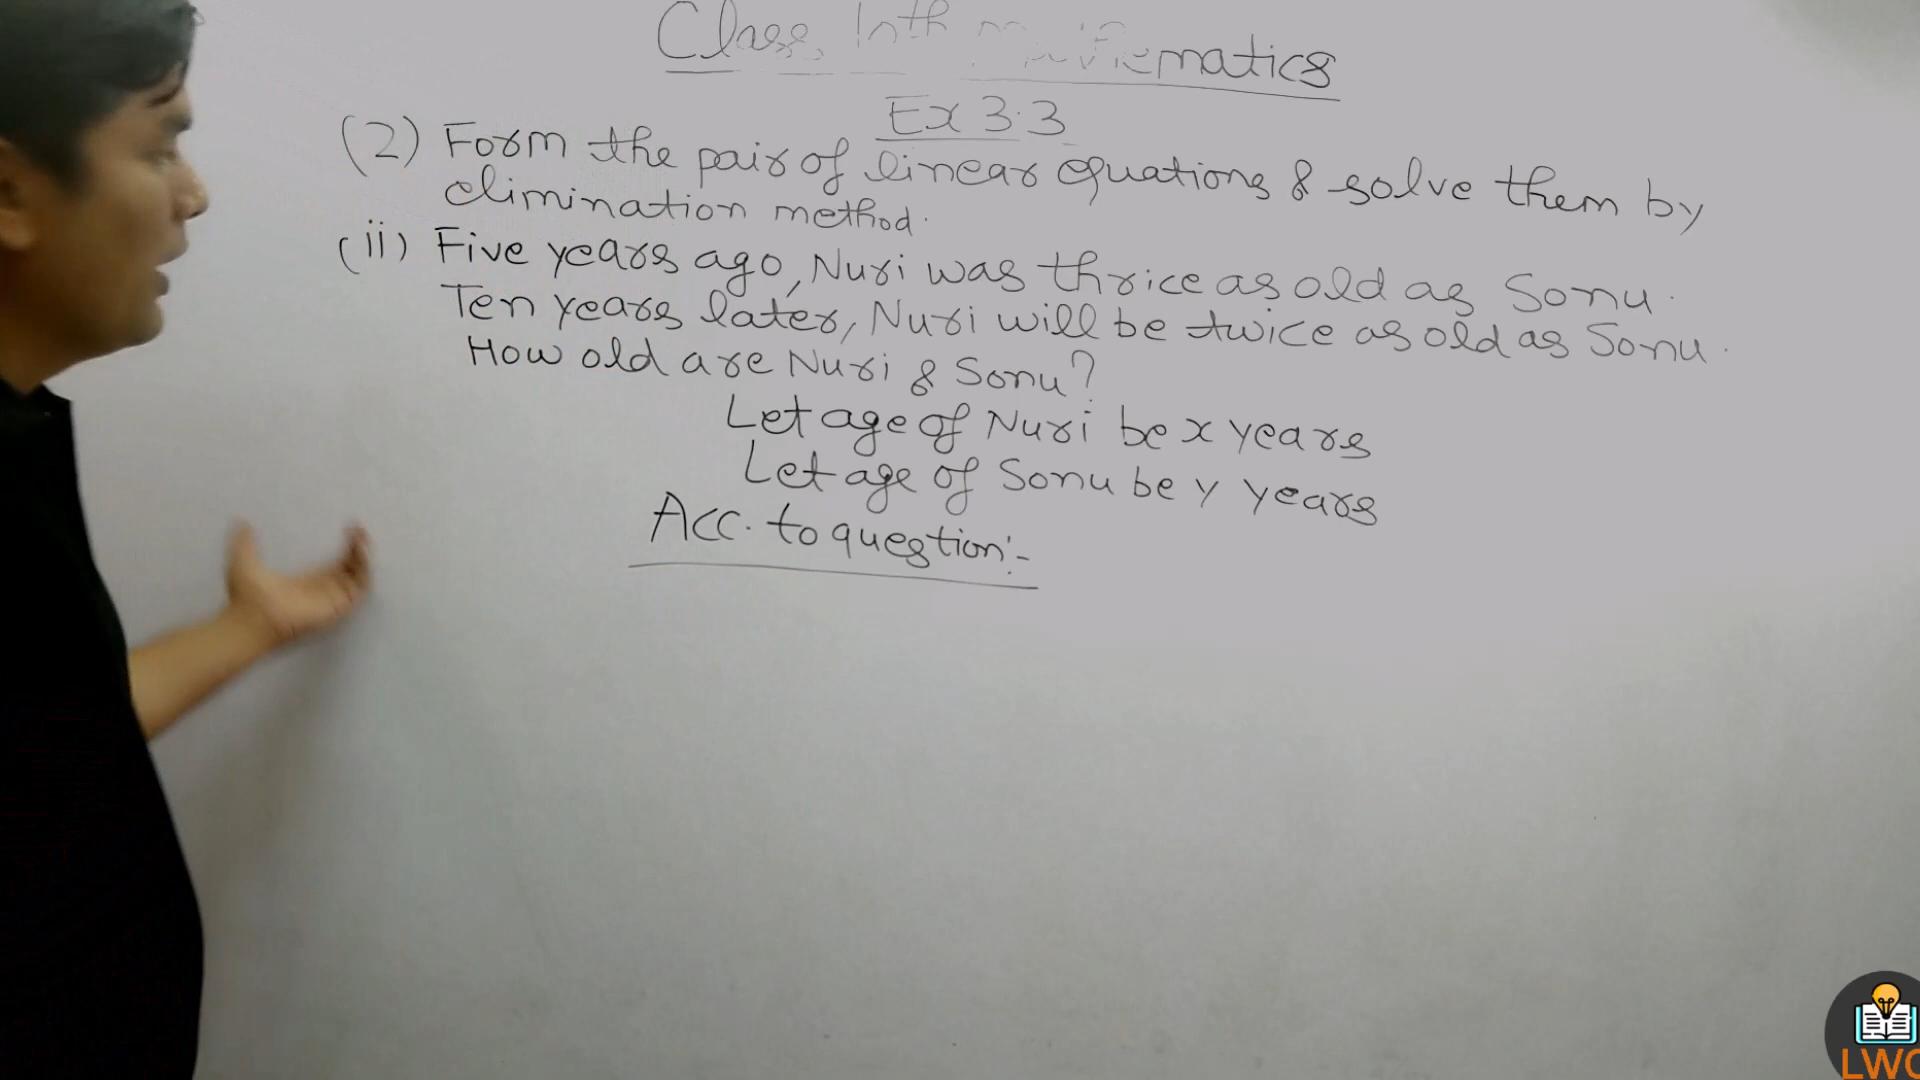 Class 10th Mathematics
Ex 3.3
(2) Form the pair of linear equations & solve them by
elimination method.
(ii) Five years ago, Nuri was thrice as old as Sonu.
Ten years later, Nuri will be twice as old as Sonu.
How old are Nuri & Sonu?
Let age of Nuri be x years
Let age of Sonu be y years
Acc. to question:-
LWC